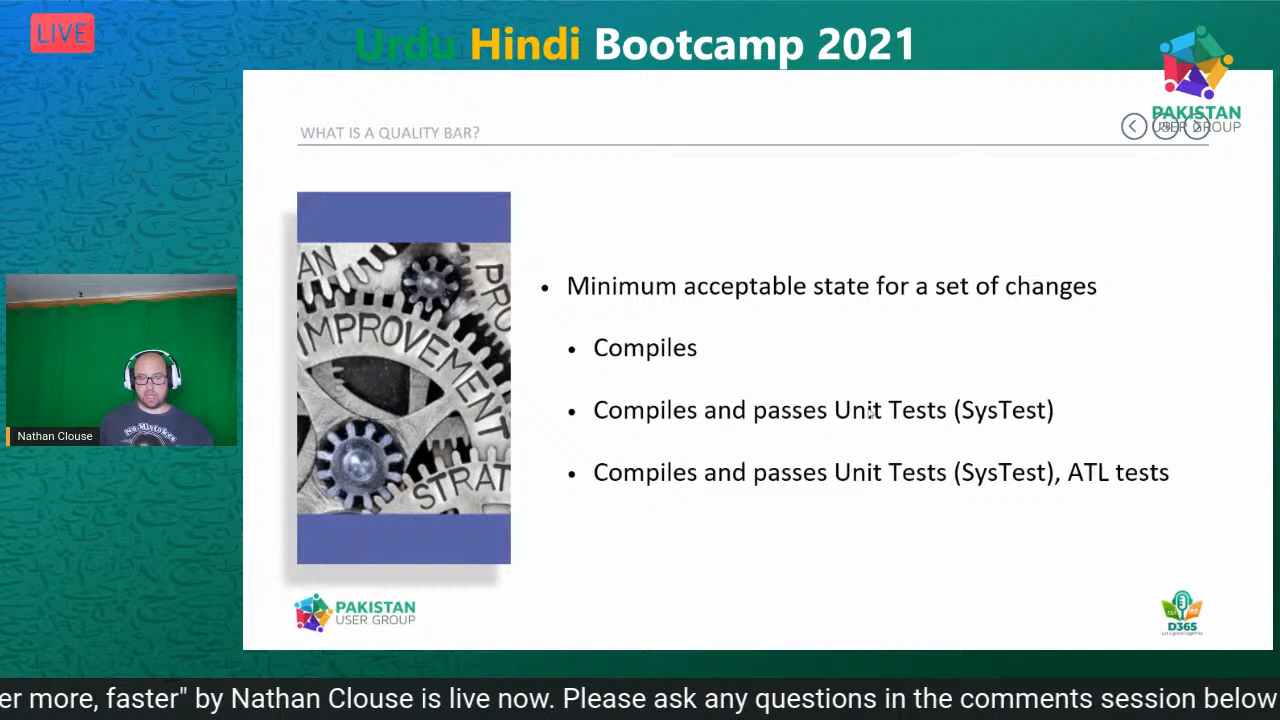 LIVE
Urdu Hindi Bootcamp 2021
PAKISTAN
USER GROUP
WHAT IS A QUALITY BAR?
AN
PRO
IMPROVEMENT
STRAT
• Minimum acceptable state for a set of changes
• Compiles
• Compiles and passes Unit Tests (SysTest)
• Compiles and passes Unit Tests (SysTest), ATL tests
No Mistakes
Nathan Clouse
PAKISTAN
USER GROUP
D365
er more, faster" by Nathan Clouse is live now. Please ask any questions in the comments session below